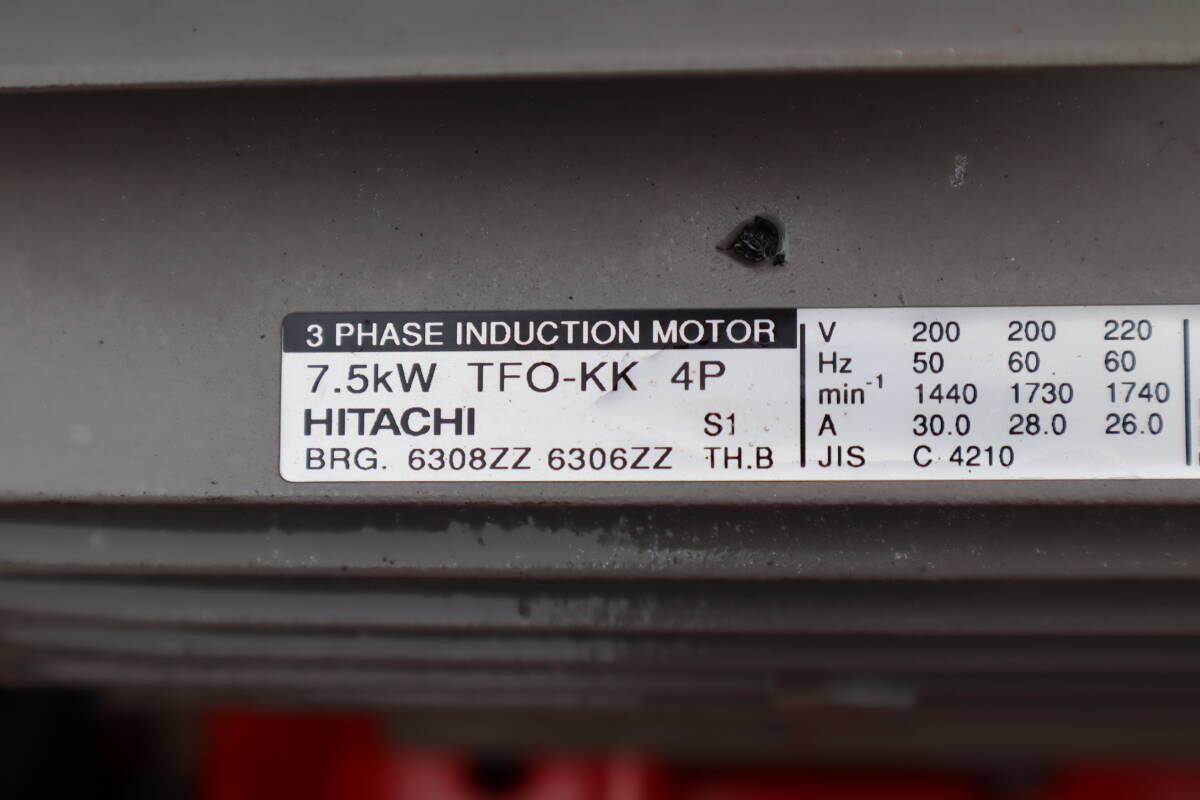 3 PHASE INDUCTION MOTOR
7.5kW TFO-KK 4P
HITACHI S1
BRG. 6308ZZ 6306ZZ TH.B
V 200 200 220
Hz 50 60 60
min-1 1440 1730 1740
A 30.0 28.0 26.0
JIS C 4210